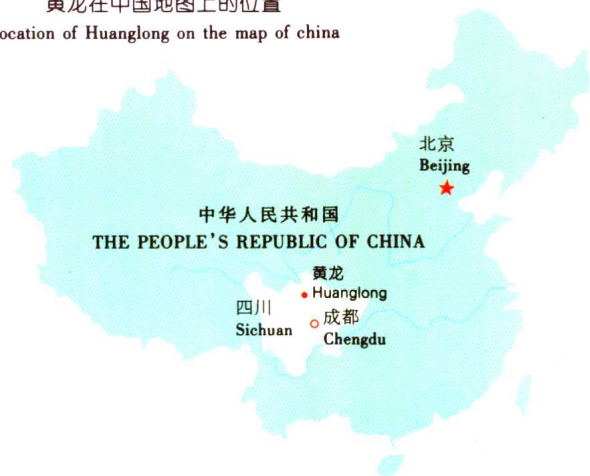 黄龙在中国地图上的位置
ocation of Huanglong on the map of china
北京
Beijing
中华人民共和国
THE PEOPLE'S REPUBLIC OF CHINA
黄龙
Huanglong
四川
Sichuan
成都
Chengdu